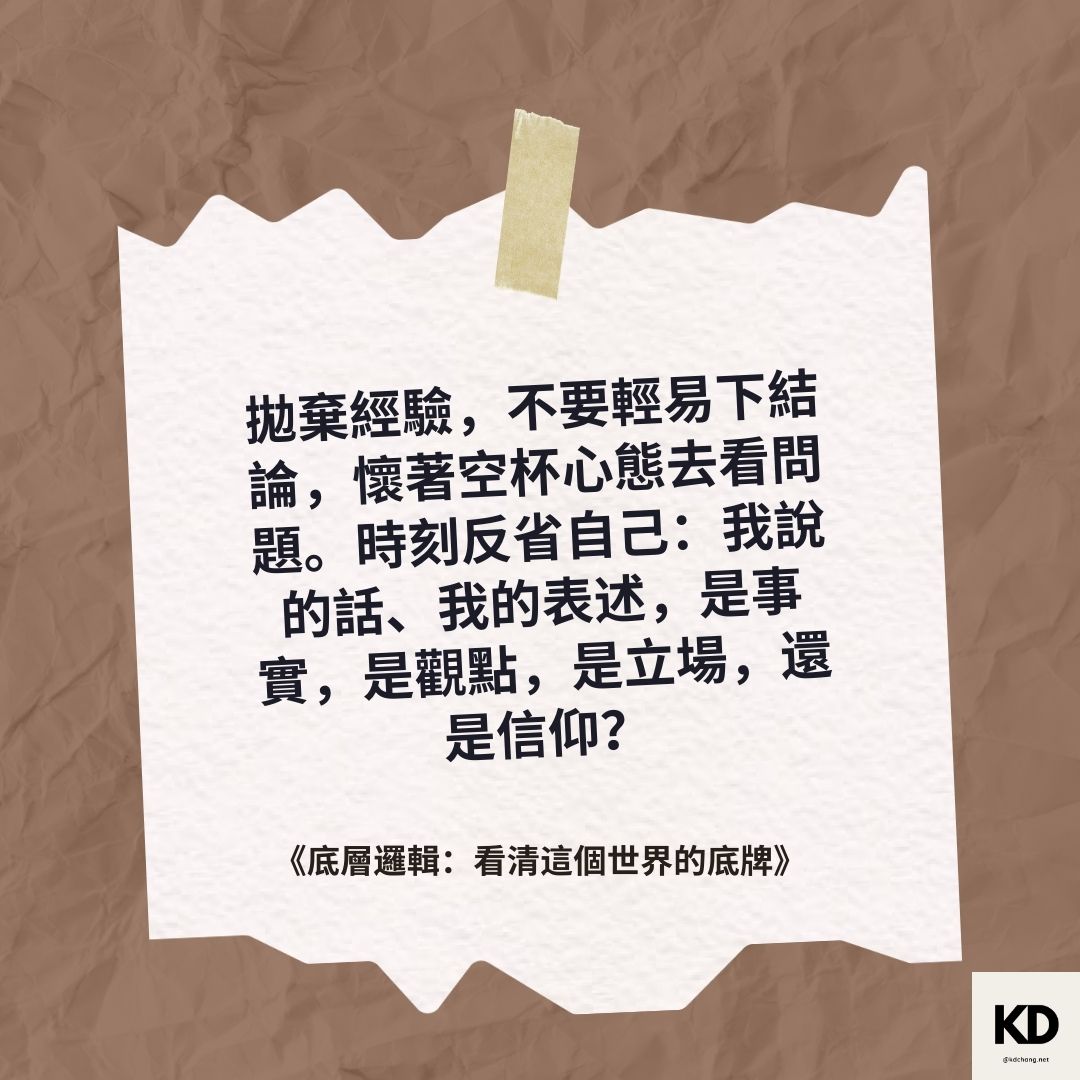 拋棄經驗，不要輕易下結
論，懷著空杯心態去看問
題。時刻反省自己：我說
的話、我的表述，是事
實，是觀點，是立場，還
是信仰？
《底層邏輯：看清這個世界的底牌》
KD
@kdchang.net